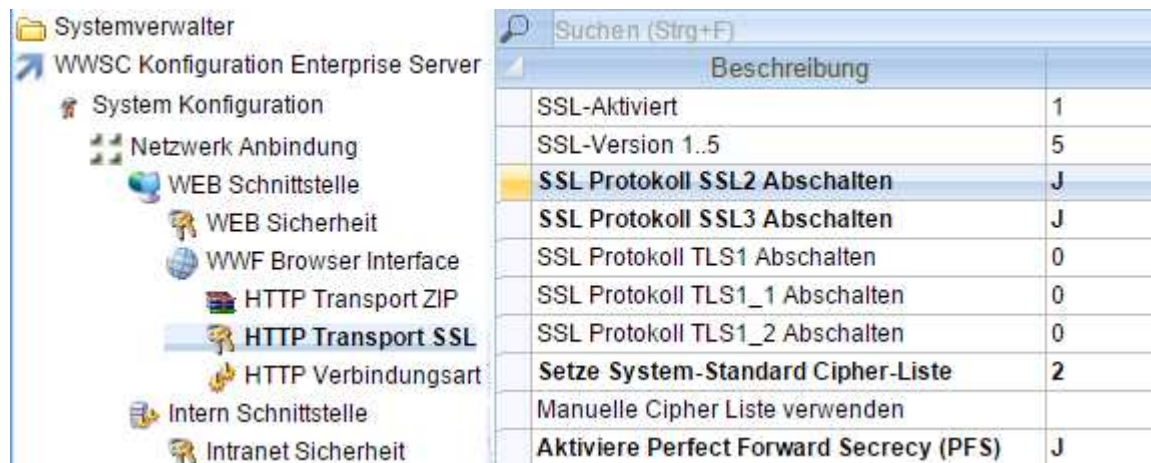 Systemverwalter
WWSC Konfiguration Enterprise Server
System Konfiguration
Netzwerk Anbindung
WEB Schnittstelle
WEB Sicherheit
WWF Browser Interface
HTTP Transport ZIP
HTTP Transport SSL
HTTP Verbindungsart
Intern Schnittstelle
Intranet Sicherheit
Suchen (Strg+F)
Beschreibung
SSL-Aktiviert 1
SSL-Version 1..5 5
SSL Protokoll SSL2 Abschalten J
SSL Protokoll SSL3 Abschalten J
SSL Protokoll TLS1 Abschalten 0
SSL Protokoll TLS1_1 Abschalten 0
SSL Protokoll TLS1_2 Abschalten 0
Setze System-Standard Cipher-Liste 2
Manuelle Cipher Liste verwenden
Aktiviere Perfect Forward Secrecy (PFS) J